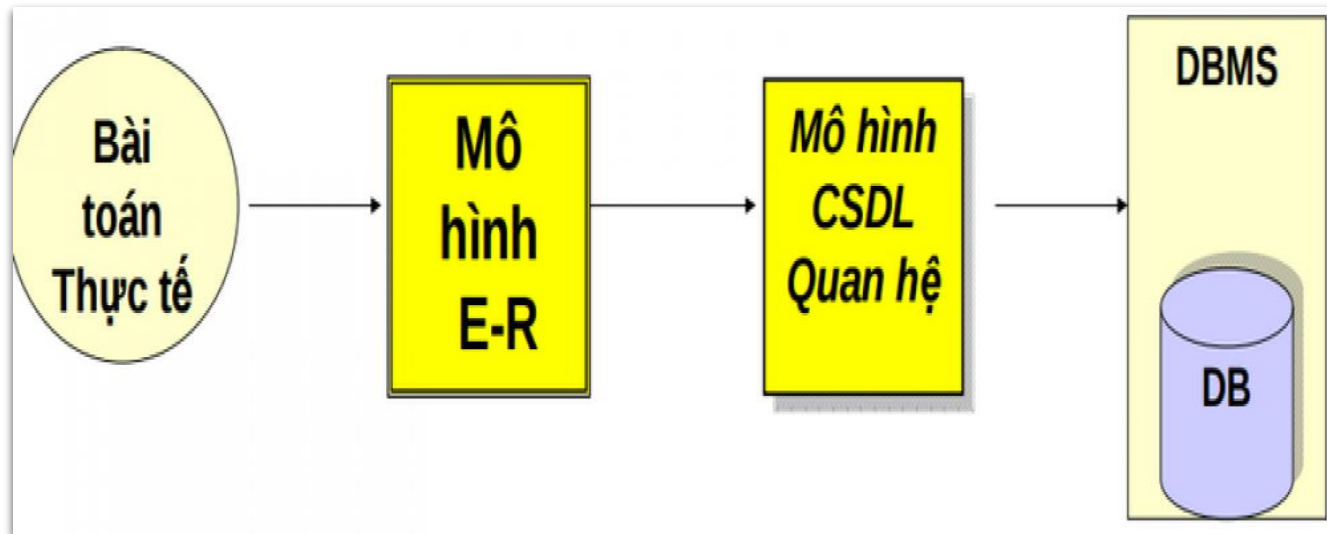 Bài
toán
Thực tế
Mô
hình
E-R
Mô hình
CSDL
Quan hệ
DBMS
DB